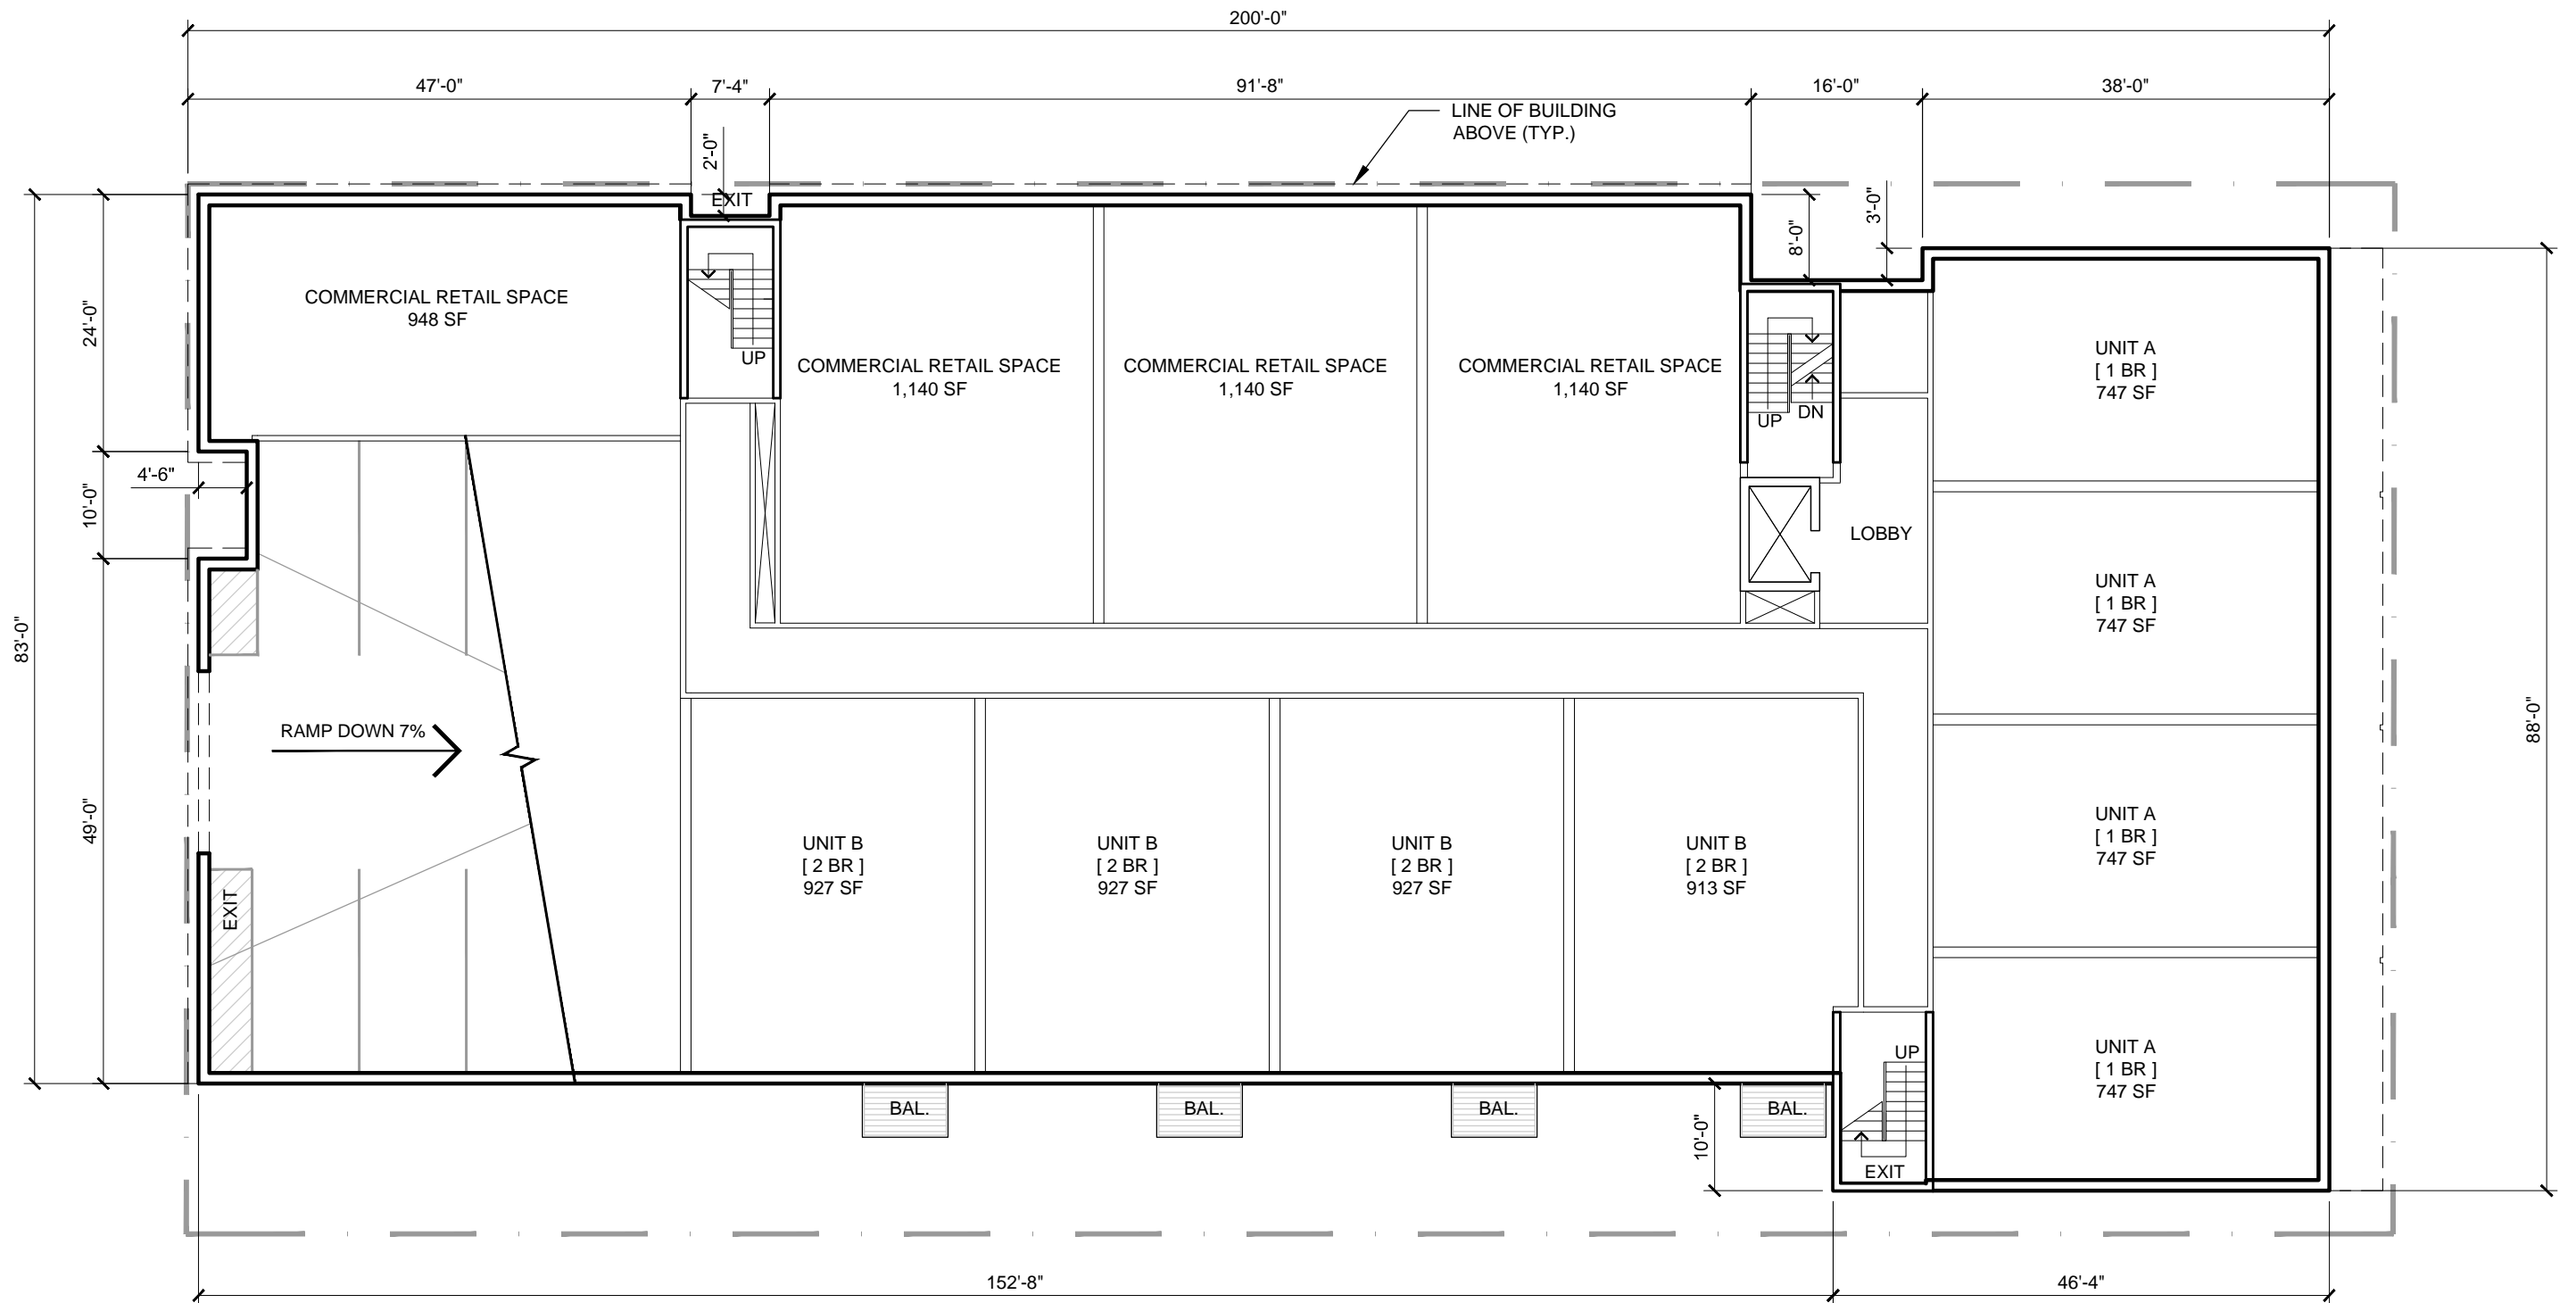 200'-0"
47'-0"
7'-4"
91'-8"
16'-0"
38'-0"
LINE OF BUILDING
ABOVE (TYP.)
2'-0"
EXIT
8'-0"
3'-0"
24'-0"
COMMERCIAL RETAIL SPACE
948 SF
UP
COMMERCIAL RETAIL SPACE
1,140 SF
COMMERCIAL RETAIL SPACE
1,140 SF
COMMERCIAL RETAIL SPACE
1,140 SF
UP
DN
UNIT A
[ 1 BR ]
747 SF
4'-6"
10'-0"
LOBBY
UNIT A
[ 1 BR ]
747 SF
83'-0"
88'-0"
RAMP DOWN 7%
49'-0"
EXIT
UNIT B
[ 2 BR ]
927 SF
UNIT B
[ 2 BR ]
927 SF
UNIT B
[ 2 BR ]
927 SF
UNIT B
[ 2 BR ]
913 SF
UNIT A
[ 1 BR ]
747 SF
UNIT A
[ 1 BR ]
747 SF
UP
EXIT
BAL.
BAL.
BAL.
BAL.
10'-0"
152'-8"
46'-4"